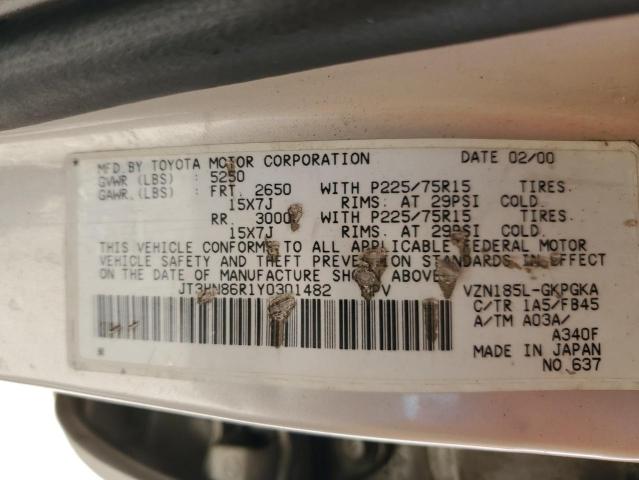 MFD.BY TOYOTA MOTOR CORPORATION DATE 02/00
GVWR (LBS) : 5250
GAWR.(LBS) : FRT. 2650 WITH P225/75R15 TIRES.
15X7J RIMS. AT 29PSI COLD.
RR. 3000 WITH P225/75R15 TIRES.
15X7J RIMS. AT 29PSI COLD.
THIS VEHICLE CONFORMS TO ALL APPLICABLE FEDERAL MOTOR
VEHICLE SAFETY AND THEFT PREVENTION STANDARDS IN EFFECT
ON THE DATE OF MANUFACTURE SHOWN ABOVE.
JT3HN86R1Y0301482 MPV VZN185L-GKPGKA
C/TR 1A5/FB45
A/TM A03A/
A340F
MADE IN JAPAN
NO.637